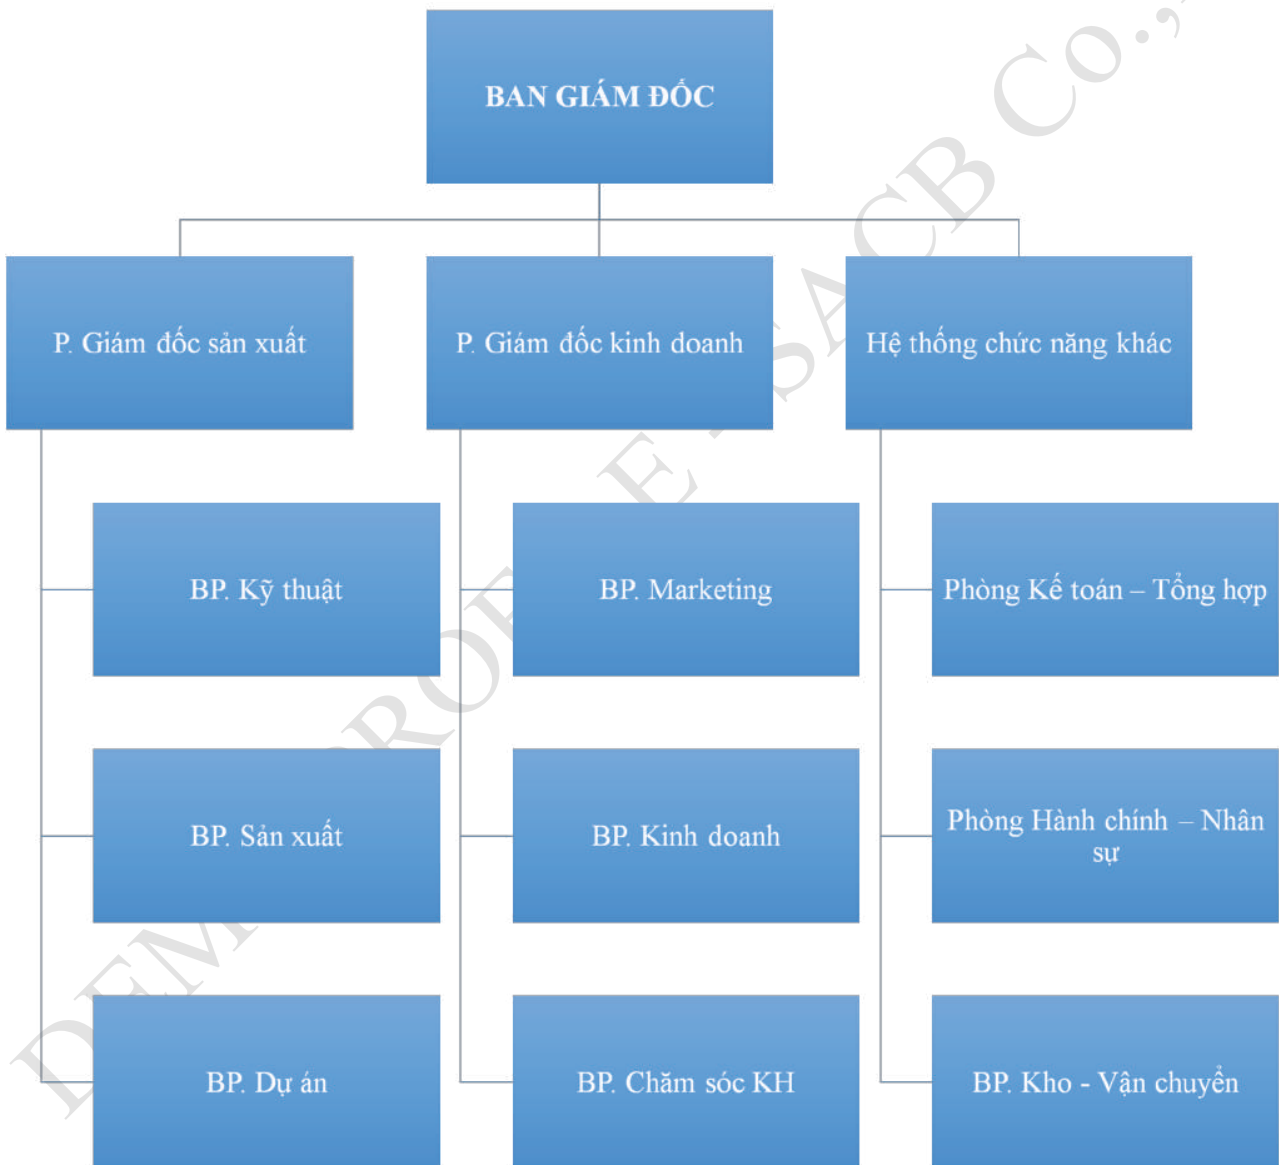 BAN GIÁM ĐỐC
P. Giám đốc sản xuất
P. Giám đốc kinh doanh
Hệ thống chức năng khác
BP. Kỹ thuật
BP. Marketing
Phòng Kế toán – Tổng hợp
BP. Sản xuất
BP. Kinh doanh
Phòng Hành chính – Nhân
sự
BP. Dự án
BP. Chăm sóc KH
BP. Kho - Vận chuyển
SACB Co.,